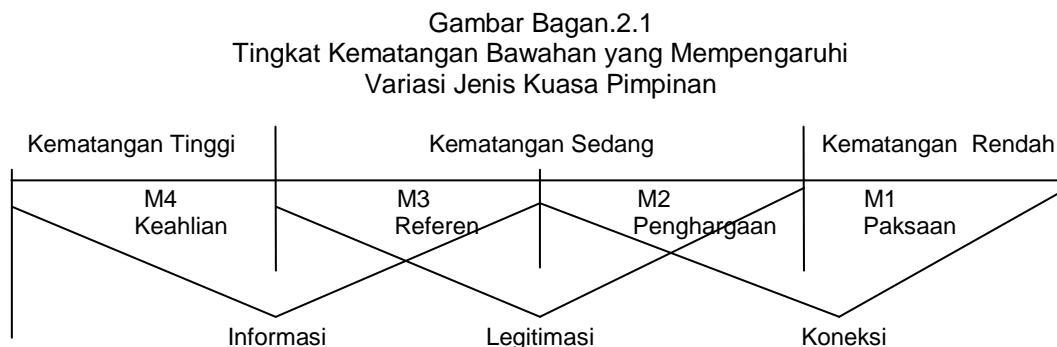 Gambar Bagan.2.1
Tingkat Kematangan Bawahan yang Mempengaruhi
Variasi Jenis Kuasa Pimpinan
Kematangan Tinggi Kematangan Sedang Kematangan Rendah
M4 M3 M2 M1
Keahlian Referen Penghargaan Paksaan
Informasi Legitimasi Koneksi